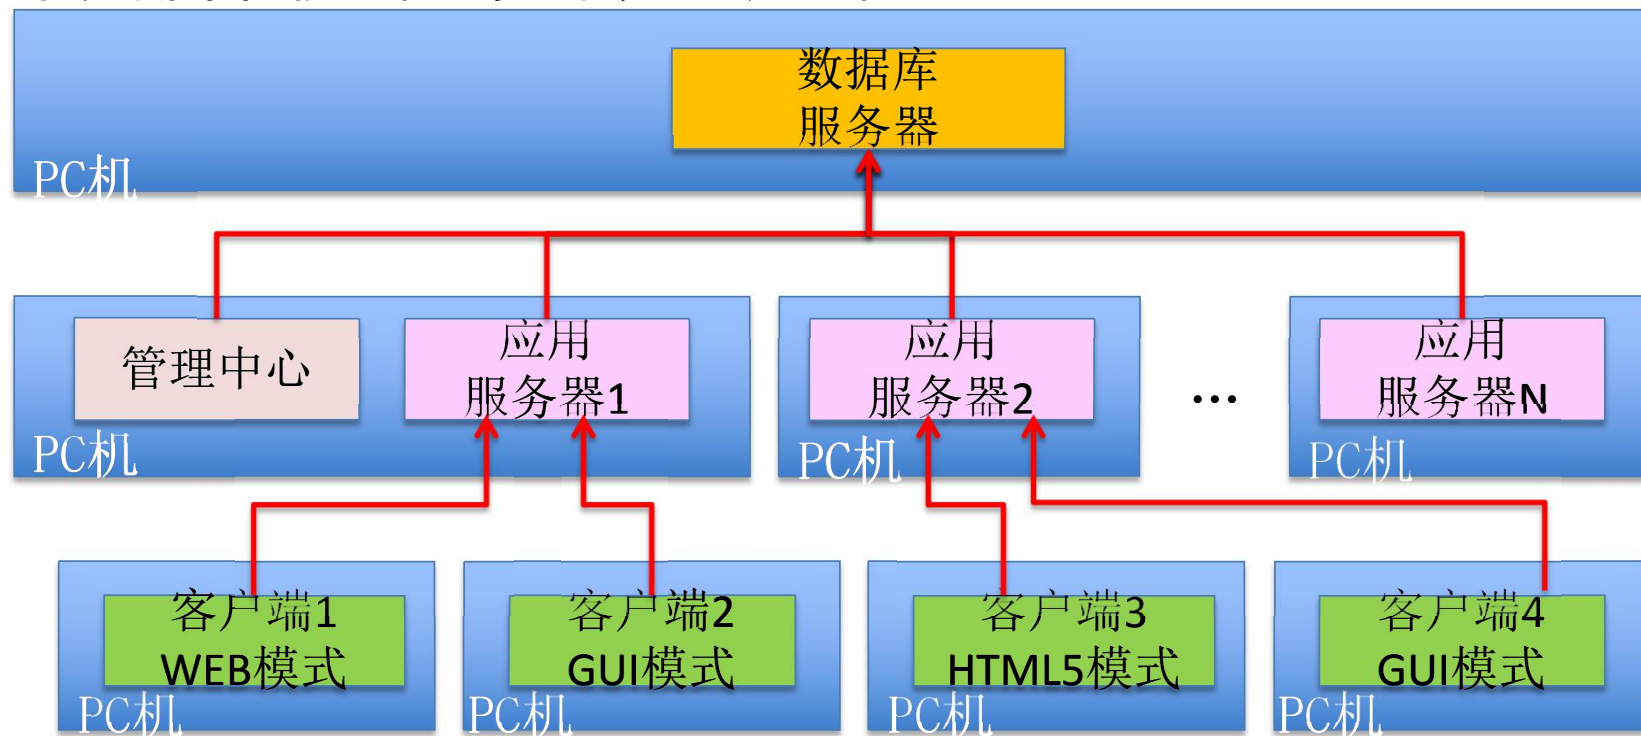 数据库
服务器
PC机
管理中心
应用
服务器1
PC机
应用
服务器2
PC机
...
应用
服务器N
PC机
客户端1
WEB模式
PC机
客户端2
GUI模式
PC机
客户端3
HTML5模式
PC机
客户端4
GUI模式
PC机